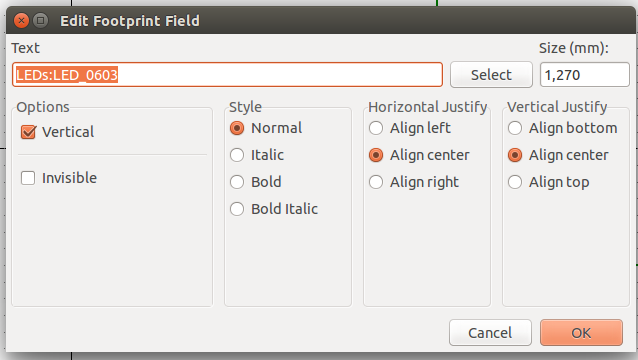 Edit Footprint Field
Text
Size (mm):
LEDs:LED_0603
Select
1,270
Options
Style
Horizontal Justify
Vertical Justify
Vertical
Normal
Align left
Align bottom
Italic
Align center
Align center
Invisible
Bold
Align right
Align top
Bold Italic
Cancel
OK